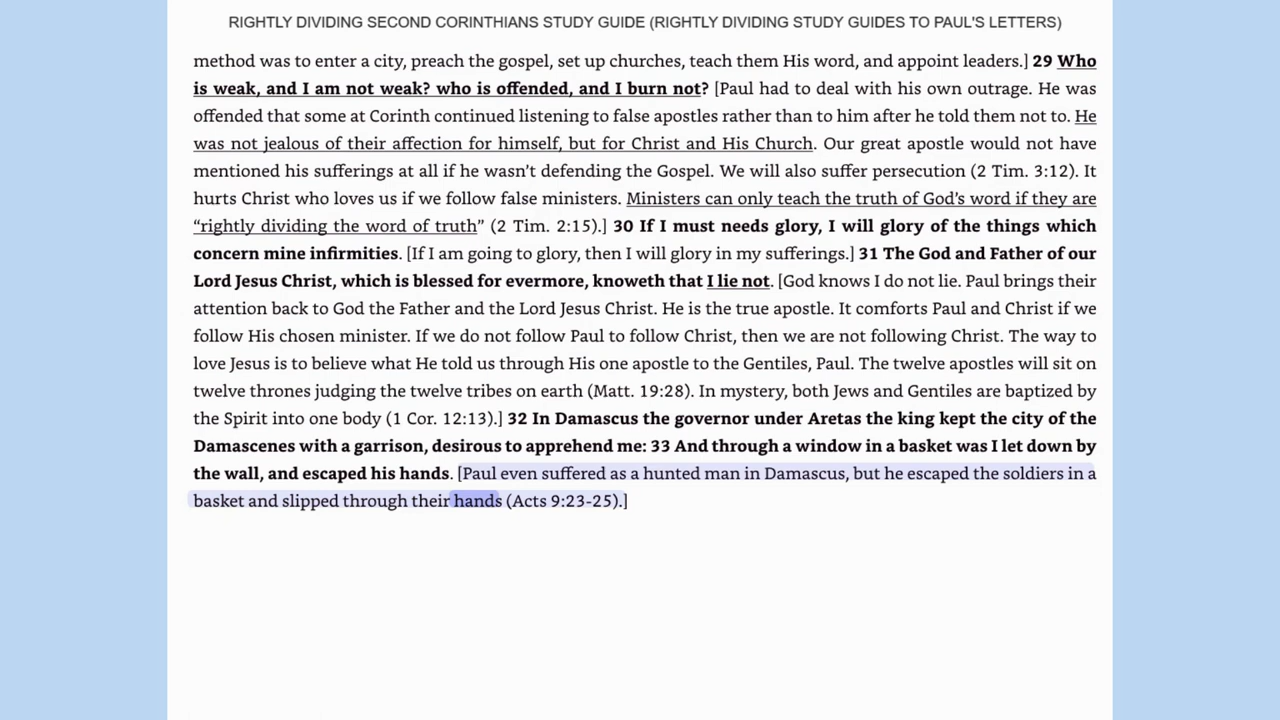 RIGHTLY DIVIDING SECOND CORINTHIANS STUDY GUIDE (RIGHTLY DIVIDING STUDY GUIDES TO PAUL'S LETTERS)
method was to enter a city, preach the gospel, set up churches, teach them His word, and appoint leaders.] 29 Who
is weak, and I am not weak? who is offended, and I burn not? [Paul had to deal with his own outrage. He was
offended that some at Corinth continued listening to false apostles rather than to him after he told them not to. He
was not jealous of their affection for himself, but for Christ and His Church. Our great apostle would not have
mentioned his sufferings at all if he wasn’t defending the Gospel. We will also suffer persecution (2 Tim. 3:12). It
hurts Christ who loves us if we follow false ministers. Ministers can only teach the truth of God’s word if they are
“rightly dividing the word of truth” (2 Tim. 2:15).] 30 If I must needs glory, I will glory of the things which
concern mine infirmities. [If I am going to glory, then I will glory in my sufferings.] 31 The God and Father of our
Lord Jesus Christ, which is blessed for evermore, knoweth that I lie not. [God knows I do not lie. Paul brings their
attention back to God the Father and the Lord Jesus Christ. He is the true apostle. It comforts Paul and Christ if we
follow His chosen minister. If we do not follow Paul to follow Christ, then we are not following Christ. The way to
love Jesus is to believe what He told us through His one apostle to the Gentiles, Paul. The twelve apostles will sit on
twelve thrones judging the twelve tribes on earth (Matt. 19:28). In mystery, both Jews and Gentiles are baptized by
the Spirit into one body (1 Cor. 12:13).] 32 In Damascus the governor under Aretas the king kept the city of the
Damascenes with a garrison, desirous to apprehend me: 33 And through a window in a basket was I let down by
the wall, and escaped his hands. [Paul even suffered as a hunted man in Damascus, but he escaped the soldiers in a
basket and slipped through their hands (Acts 9:23-25).]